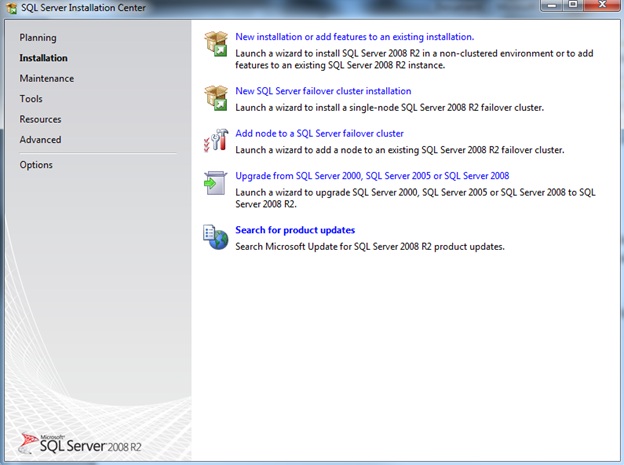 SQL Server Installation Center
Planning
Installation
Maintenance
Tools
Resources
Advanced
Options
New installation or add features to an existing installation.
Launch a wizard to install SQL Server 2008 R2 in a non-clustered environment or to add
features to an existing SQL Server 2008 R2 instance.
New SQL Server failover cluster installation
Launch a wizard to install a single-node SQL Server 2008 R2 failover cluster.
Add node to a SQL Server failover cluster
Launch a wizard to add a node to an existing SQL Server 2008 R2 failover cluster.
Upgrade from SQL Server 2000, SQL Server 2005 or SQL Server 2008
Launch a wizard to upgrade SQL Server 2000, SQL Server 2005 or SQL Server 2008 to SQL
Server 2008 R2.
Search for product updates
Search Microsoft Update for SQL Server 2008 R2 product updates.
Microsoft®
SQL Server 2008 R2